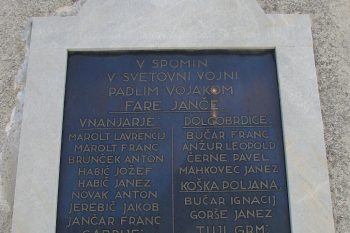 V SPOMIN
V SVETOVNI VOJNI
PADLIM VOJAKOM
FARE JANČE
VNANJARJE:
MAROLT LAVRENCIJ
MAROLT FRANC
BRUNČEK ANTON
HABIČ JOŽEF
HABIČ JANEZ
NOVAK ANTON
JEREBIČ JAKOB
JANČAR FRANC
DOLGOBRDICE:
BUČAR FRANC
ANŽUR LEOPOLD
ČERNE PAVEL
MAHKOVEC JANEZ
KOŠKA POLJANA:
BUČAR IGNACIJ
GORŠE JANEZ
TUJI GRM: